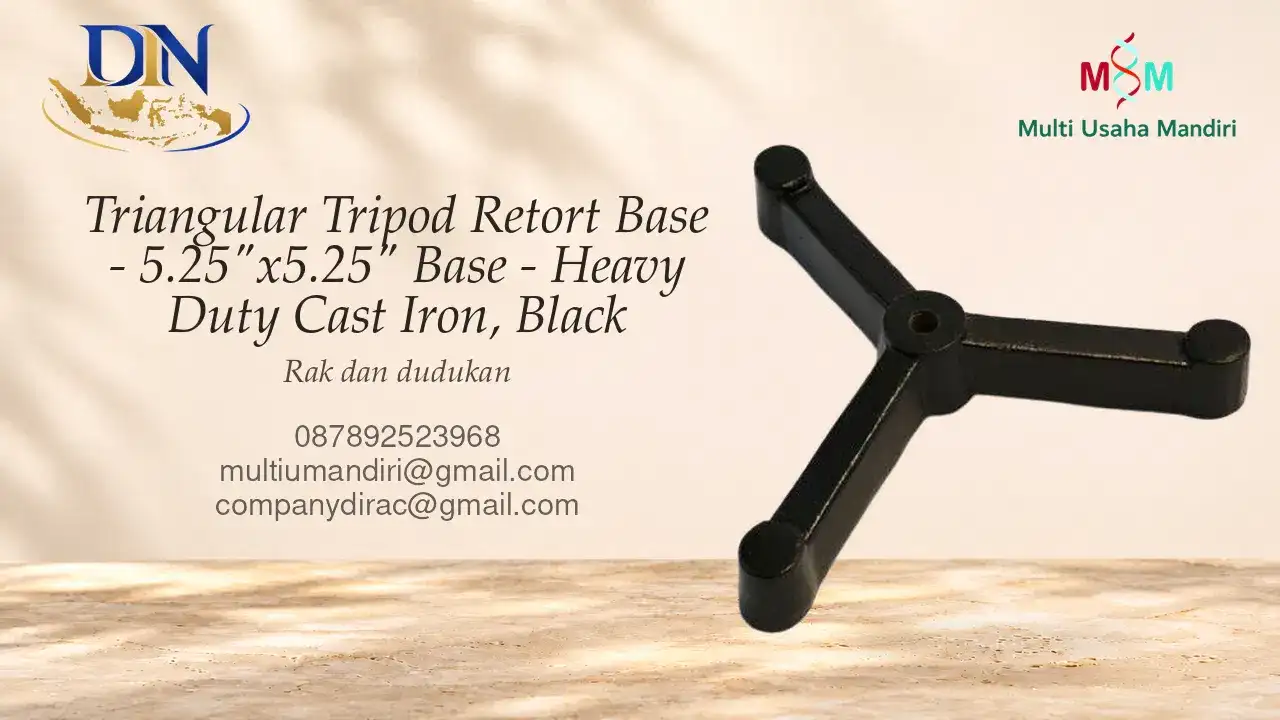 DIN
MSM
Multi Usaha Mandiri
Triangular Tripod Retort Base
- 5.25"x5.25" Base - Heavy
Duty Cast Iron, Black
Rak dan dudukan
087892523968
multiumandiri@gmail.com
companydirac@gmail.com